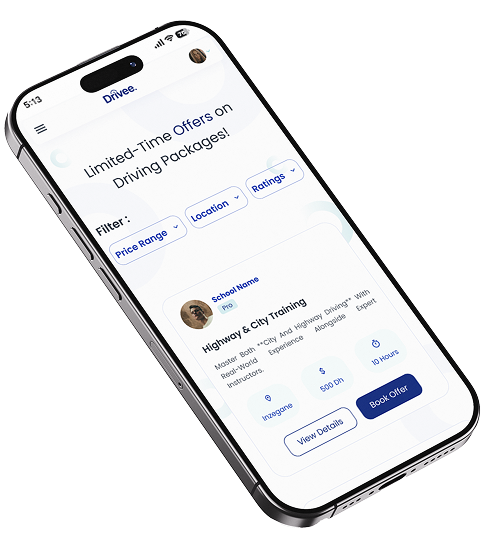 5:13
76
Drivee.
Limited-Time Offers on
Driving Packages!
Filter :
Price Range
Location
Ratings
School Name
Pro
Highway & City Training
Master Both **City And Highway Driving** With
Real-World Experience Alongside Expert
Instructors.
Inzegane
500 Dh
10 Hours
View Details
Book Offer